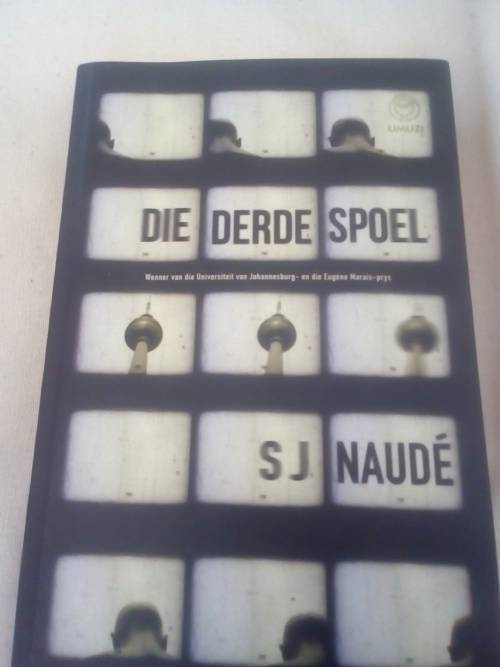 UMUZI
DIE DERDE SPOEL
Wenner van die Universiteit van Johannesburg- en die Eugène Marais-prys
S J NAUDÉ